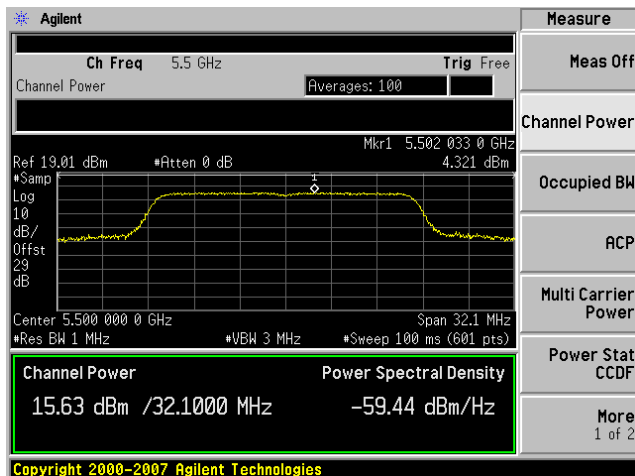 Agilent
Measure
Ch Freq 5.5 GHz Trig Free
Channel Power Averages: 100
Mkr1 5.502 033 0 GHz
Ref 19.01 dBm #Atten 0 dB 4.321 dBm
#Samp
Log
10
dB/
Offst
29
dB
1
Center 5.500 000 0 GHz Span 32.1 MHz
#Res BW 1 MHz #VBW 3 MHz #Sweep 100 ms (601 pts)
Channel Power Power Spectral Density
15.63 dBm /32.1000 MHz -59.44 dBm/Hz
Copyright 2000-2007 Agilent Technologies
Meas Off
Channel Power
Occupied BW
ACP
Multi Carrier
Power
Power Stat
CCDF
More
1 of 2